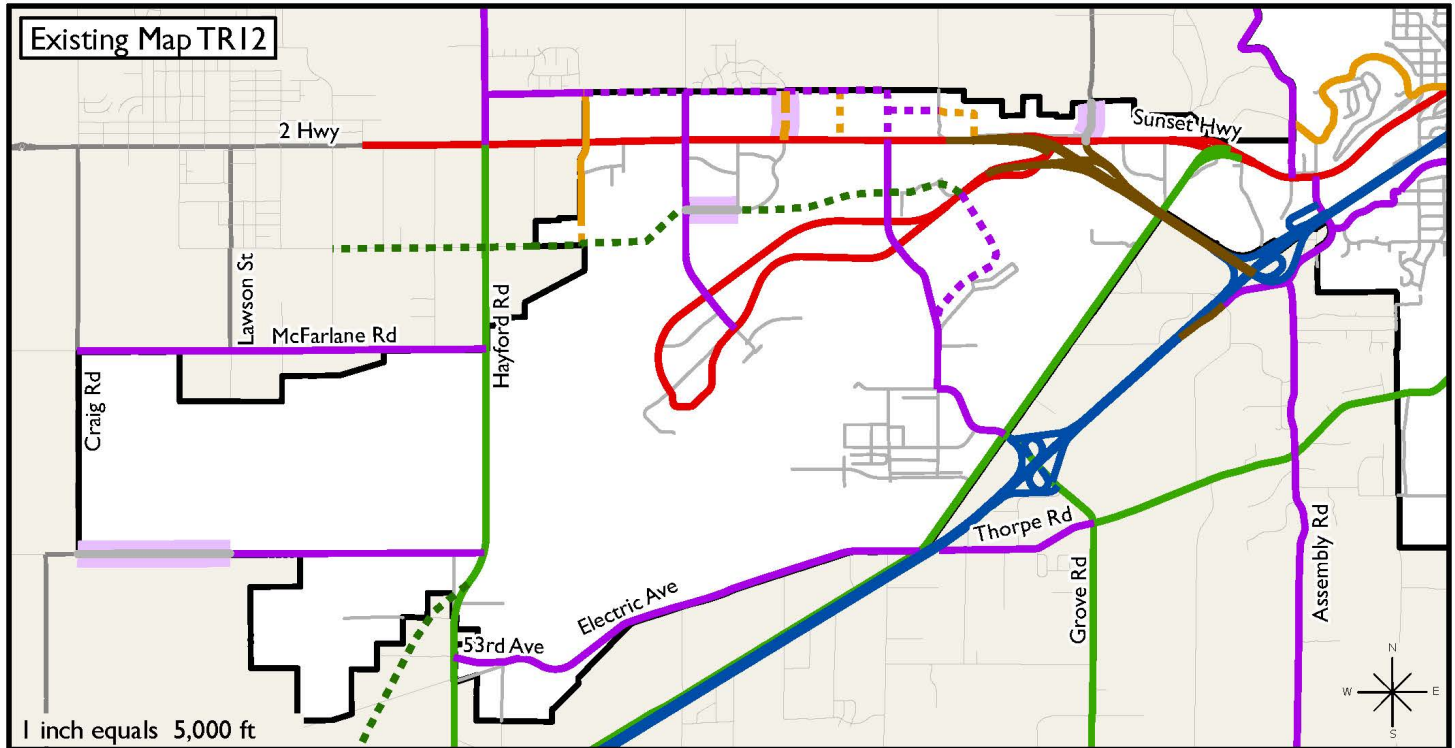 Existing Map TR12
2 Hwy
Sunset Hwy
Lawson St
McFarlane Rd
Hayford Rd
Craig Rd
Thorpe Rd
Electric Ave
Grove Rd
Assembly Rd
53rd Ave
N
W
E
S
1 inch equals 5,000 ft